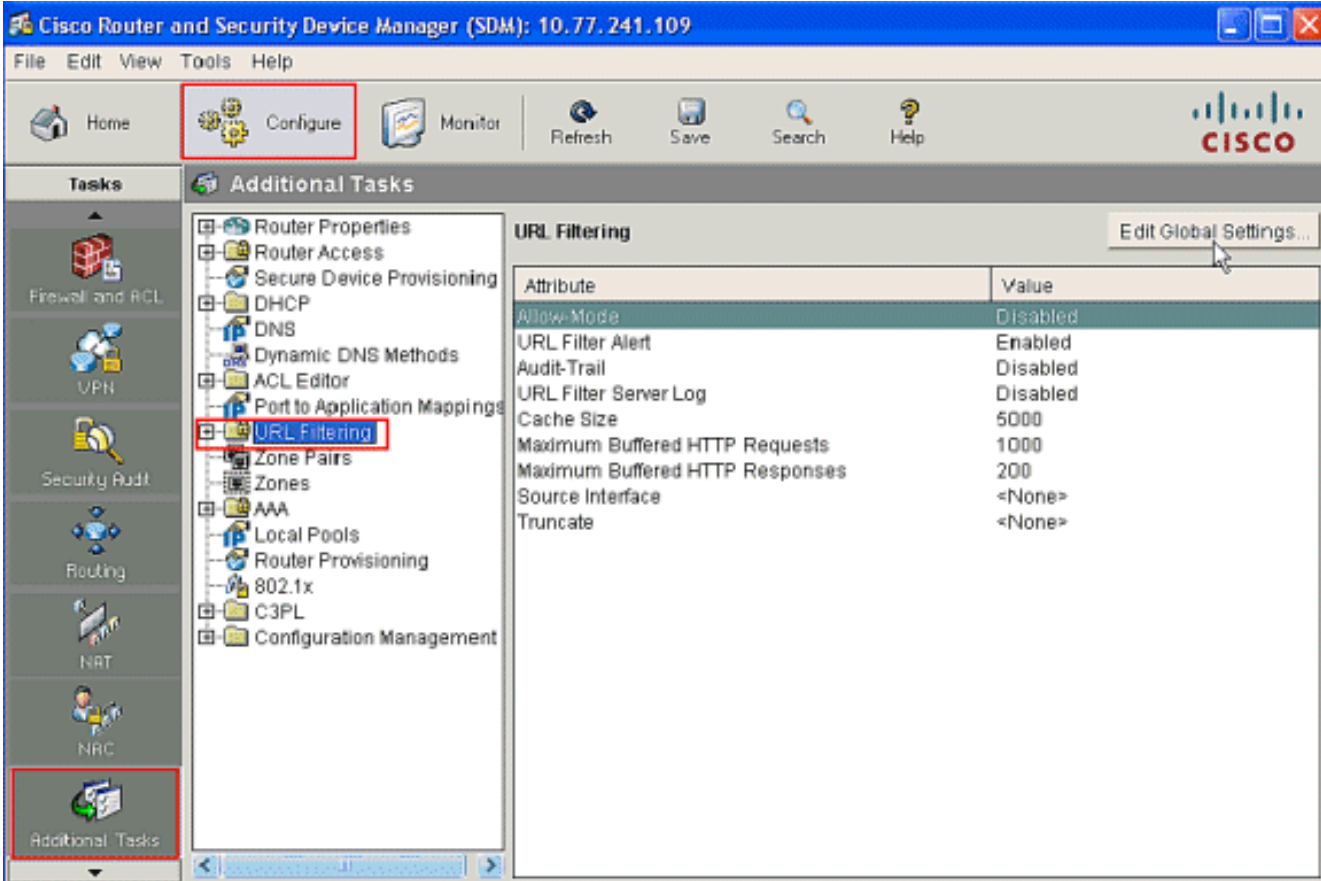 Cisco Router and Security Device Manager (SDM): 10.77.241.109
File Edit View Tools Help
Home Configure Monitor Refresh Save Search Help CISCO
Tasks
Additional Tasks
Firewall and ACL
VPN
Security Audit
Routing
NAT
NAC
Additional Tasks
Router Properties
Router Access
Secure Device Provisioning
DHCP
DNS
Dynamic DNS Methods
ACL Editor
Port to Application Mappings
URL Filtering
Zone Pairs
Zones
AAA
Local Pools
Router Provisioning
802.1x
C3PL
Configuration Management
URL Filtering Edit Global Settings...
Attribute Value
Allow-Mode Disabled
URL Filter Alert Enabled
Audit-Trail Disabled
URL Filter Server Log Disabled
Cache Size 5000
Maximum Buffered HTTP Requests 1000
Maximum Buffered HTTP Responses 200
Source Interface <None>
Truncate <None>